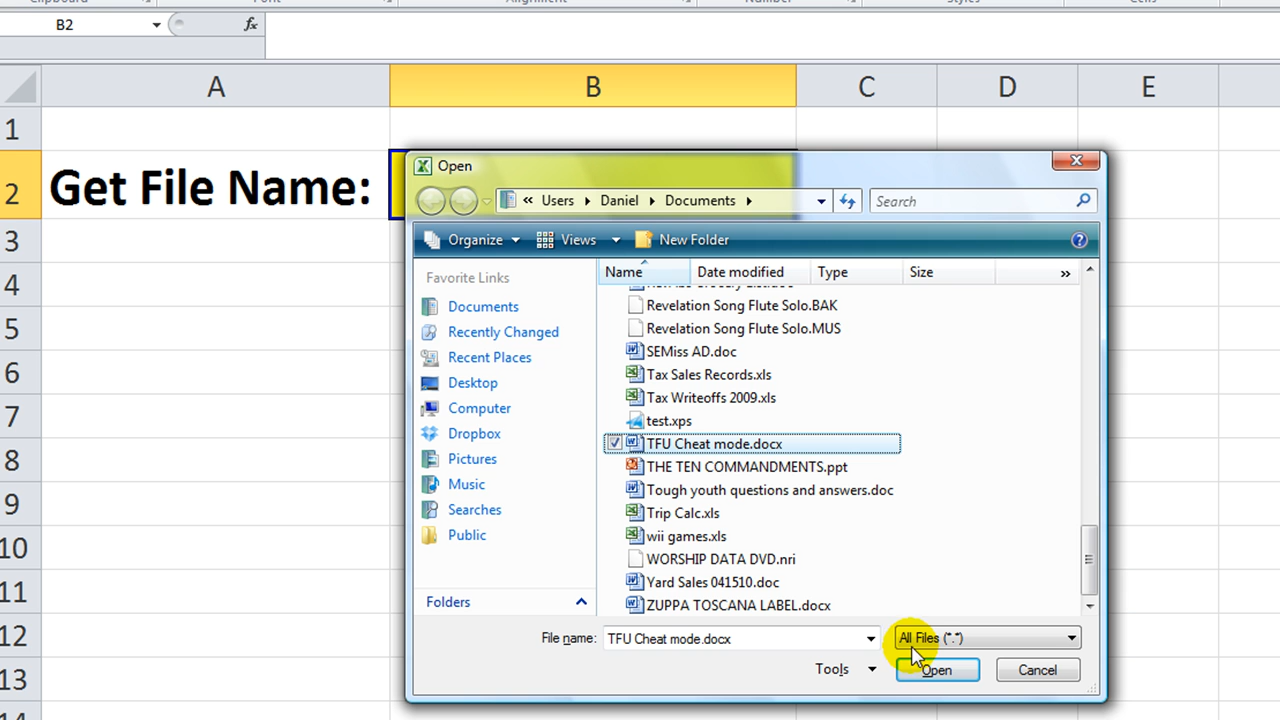 B2
fx
A B C D E
1
2 Get File Name:
3
4
5
6
7
8
9
10
11
12
13
Open
« Users Daniel Documents
Search
Organize Views New Folder
Favorite Links
Documents
Recently Changed
Recent Places
Desktop
Computer
Dropbox
Pictures
Music
Searches
Public
Folders
Name Date modified Type Size »
Revelation Song Flute Solo.BAK
Revelation Song Flute Solo.MUS
SEMiss AD.doc
Tax Sales Records.xls
Tax Writeoffs 2009.xls
test.xps
TFU Cheat mode.docx
THE TEN COMMANDMENTS.ppt
Tough youth questions and answers.doc
Trip Calc.xls
wii games.xls
WORSHIP DATA DVD.nri
Yard Sales 041510.doc
ZUPPA TOSCANA LABEL.docx
File name: TFU Cheat mode.docx All Files (*.*)
Tools Open Cancel